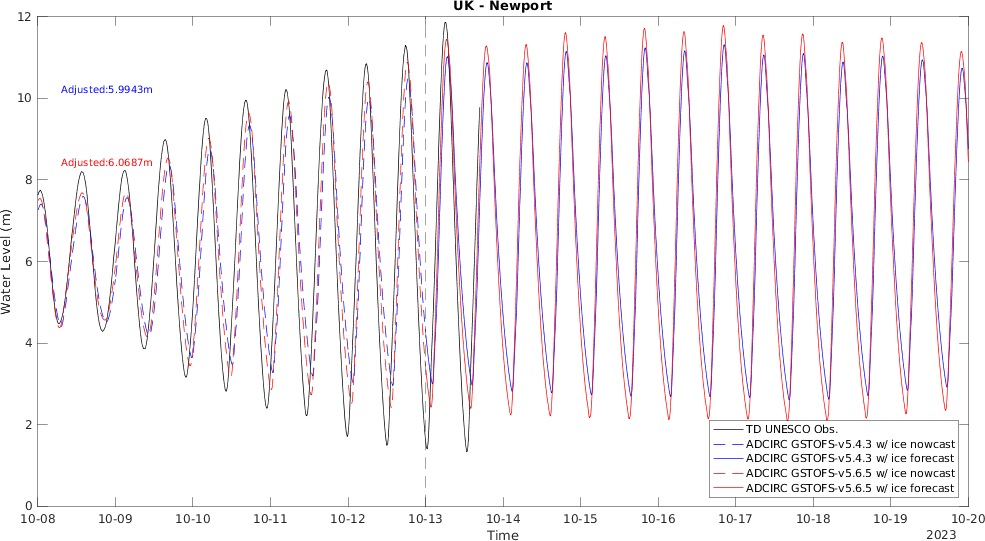 UK - Newport
12
10
8
6
4
2
0
Water Level (m)
Adjusted:5.9943m
Adjusted:6.0687m
TD UNESCO Obs.
ADCIRC GSTOFS-v5.4.3 w/ ice nowcast
ADCIRC GSTOFS-v5.4.3 w/ ice forecast
ADCIRC GSTOFS-v5.6.5 w/ ice nowcast
ADCIRC GSTOFS-v5.6.5 w/ ice forecast
10-08 10-09 10-10 10-11 10-12 10-13 10-14 10-15 10-16 10-17 10-18 10-19 10-20
Time
2023